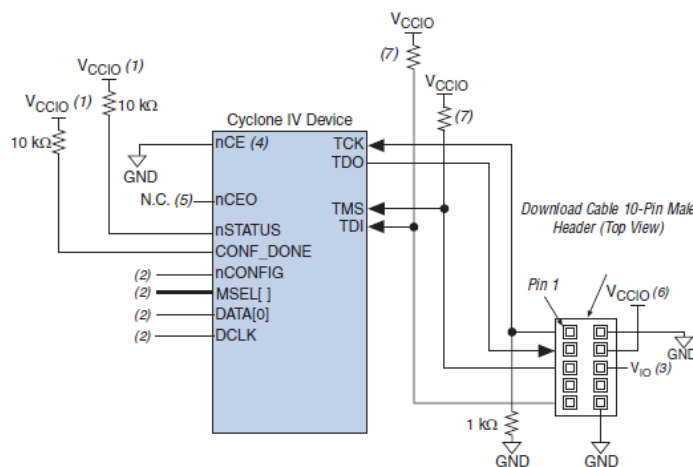 VCCIO
(7)
VCCIO (1)
VCCIO
(7)
VCCIO (1)
10 kΩ
10 kΩ
Cyclone IV Device
nCE (4)
TCK
GND
TDO
N.C. (5)
nCEO
TMS
Download Cable 10-Pin Male
Header (Top View)
nSTATUS
TDI
CONF_DONE
(2)
nCONFIG
Pin 1
VCCIO (6)
(2)
MSEL[ ]
(2)
DATA[0]
(2)
DCLK
GND
VIO (3)
1 kΩ
GND
GND